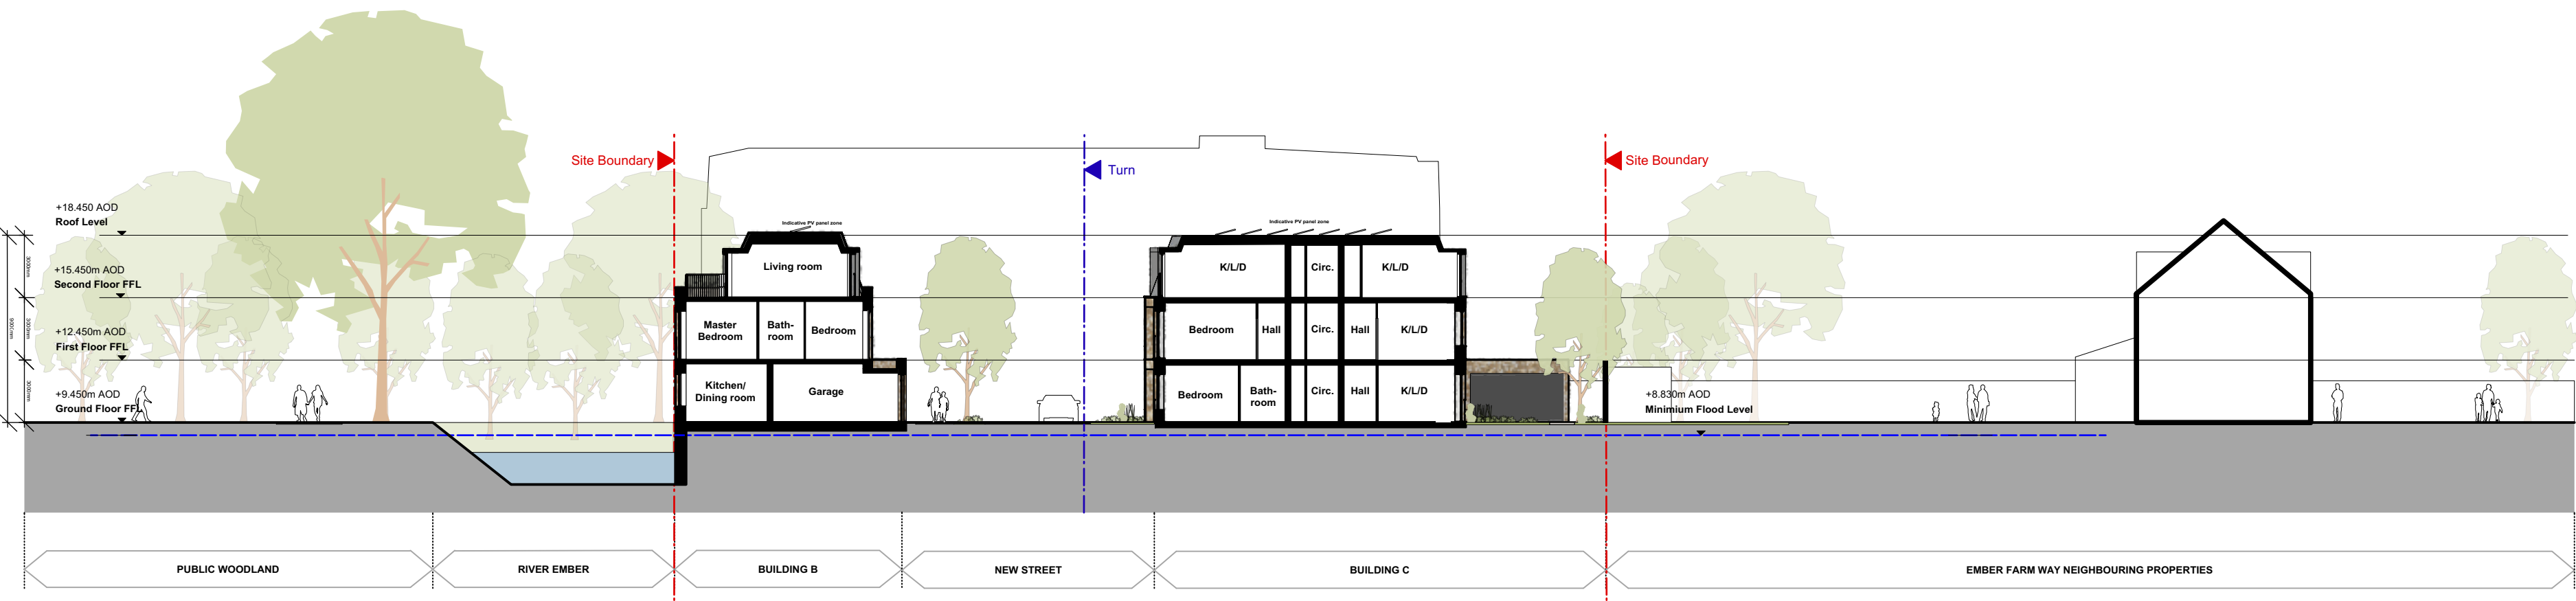 Site Boundary
Turn
Site Boundary
+18.450 AOD
Roof Level
Indicative PV panel zone
Indicative PV panel zone
+15.450m AOD
Second Floor FFL
Living room
K/L/D
Circ.
K/L/D
3000mm
9000mm
3000mm
3000mm
+12.450m AOD
First Floor FFL
Master
Bedroom
Bath-
room
Bedroom
Bedroom
Hall
Circ.
Hall
K/L/D
+9.450m AOD
Ground Floor FFL
Kitchen/
Dining room
Garage
Bedroom
Bath-
room
Circ.
Hall
K/L/D
+8.830m AOD
Minimium Flood Level
PUBLIC WOODLAND
RIVER EMBER
BUILDING B
NEW STREET
BUILDING C
EMBER FARM WAY NEIGHBOURING PROPERTIES